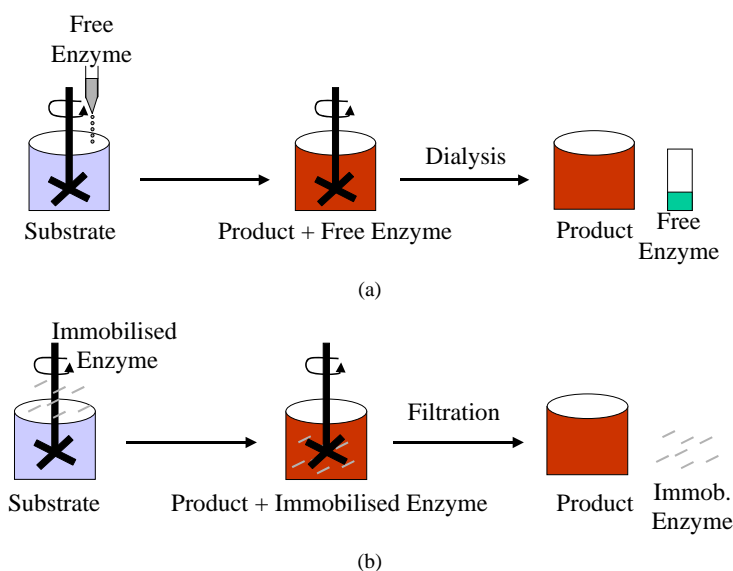 Free
Enzyme
Substrate
Product + Free Enzyme
Dialysis
Product
Free
Enzyme
(a)
Immobilised
Enzyme
Substrate
Product + Immobilised Enzyme
Filtration
Product
Immob.
Enzyme
(b)